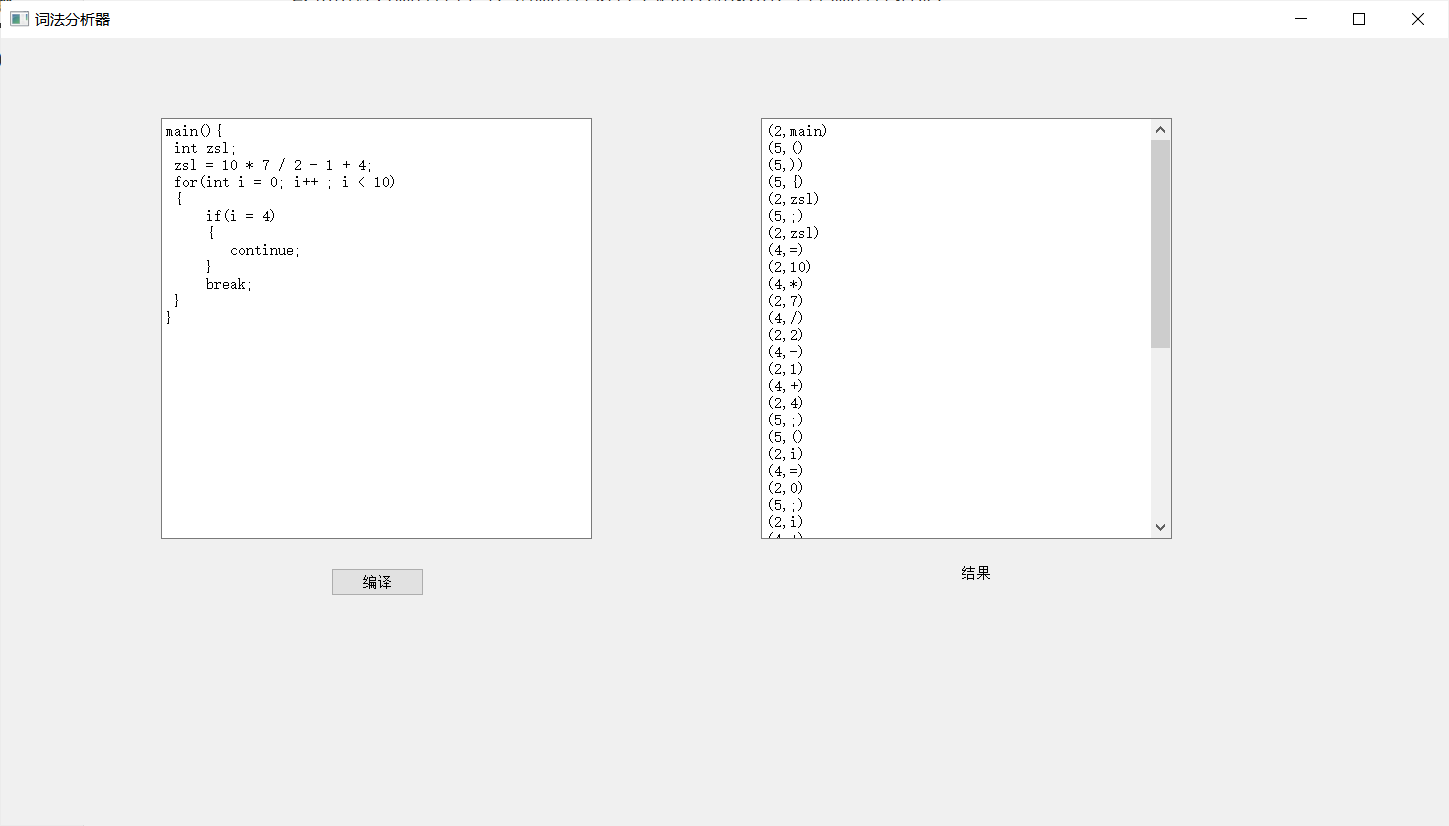 词法分析器
main(){
int zsl;
zsl = 10 * 7 / 2 - 1 + 4;
for(int i = 0; i++ ; i < 10)
{
if(i = 4)
{
continue;
}
break;
}
}
编译
(2,main)
(5,()
(5,))
(5,{)
(2,zsl)
(5,;)
(2,zsl)
(4,=)
(2,10)
(4,*)
(2,7)
(4,/)
(2,2)
(4,-)
(2,1)
(4,+)
(2,4)
(5,;)
(5,()
(2,i)
(4,=)
(2,0)
(5,;)
(2,i)
结果